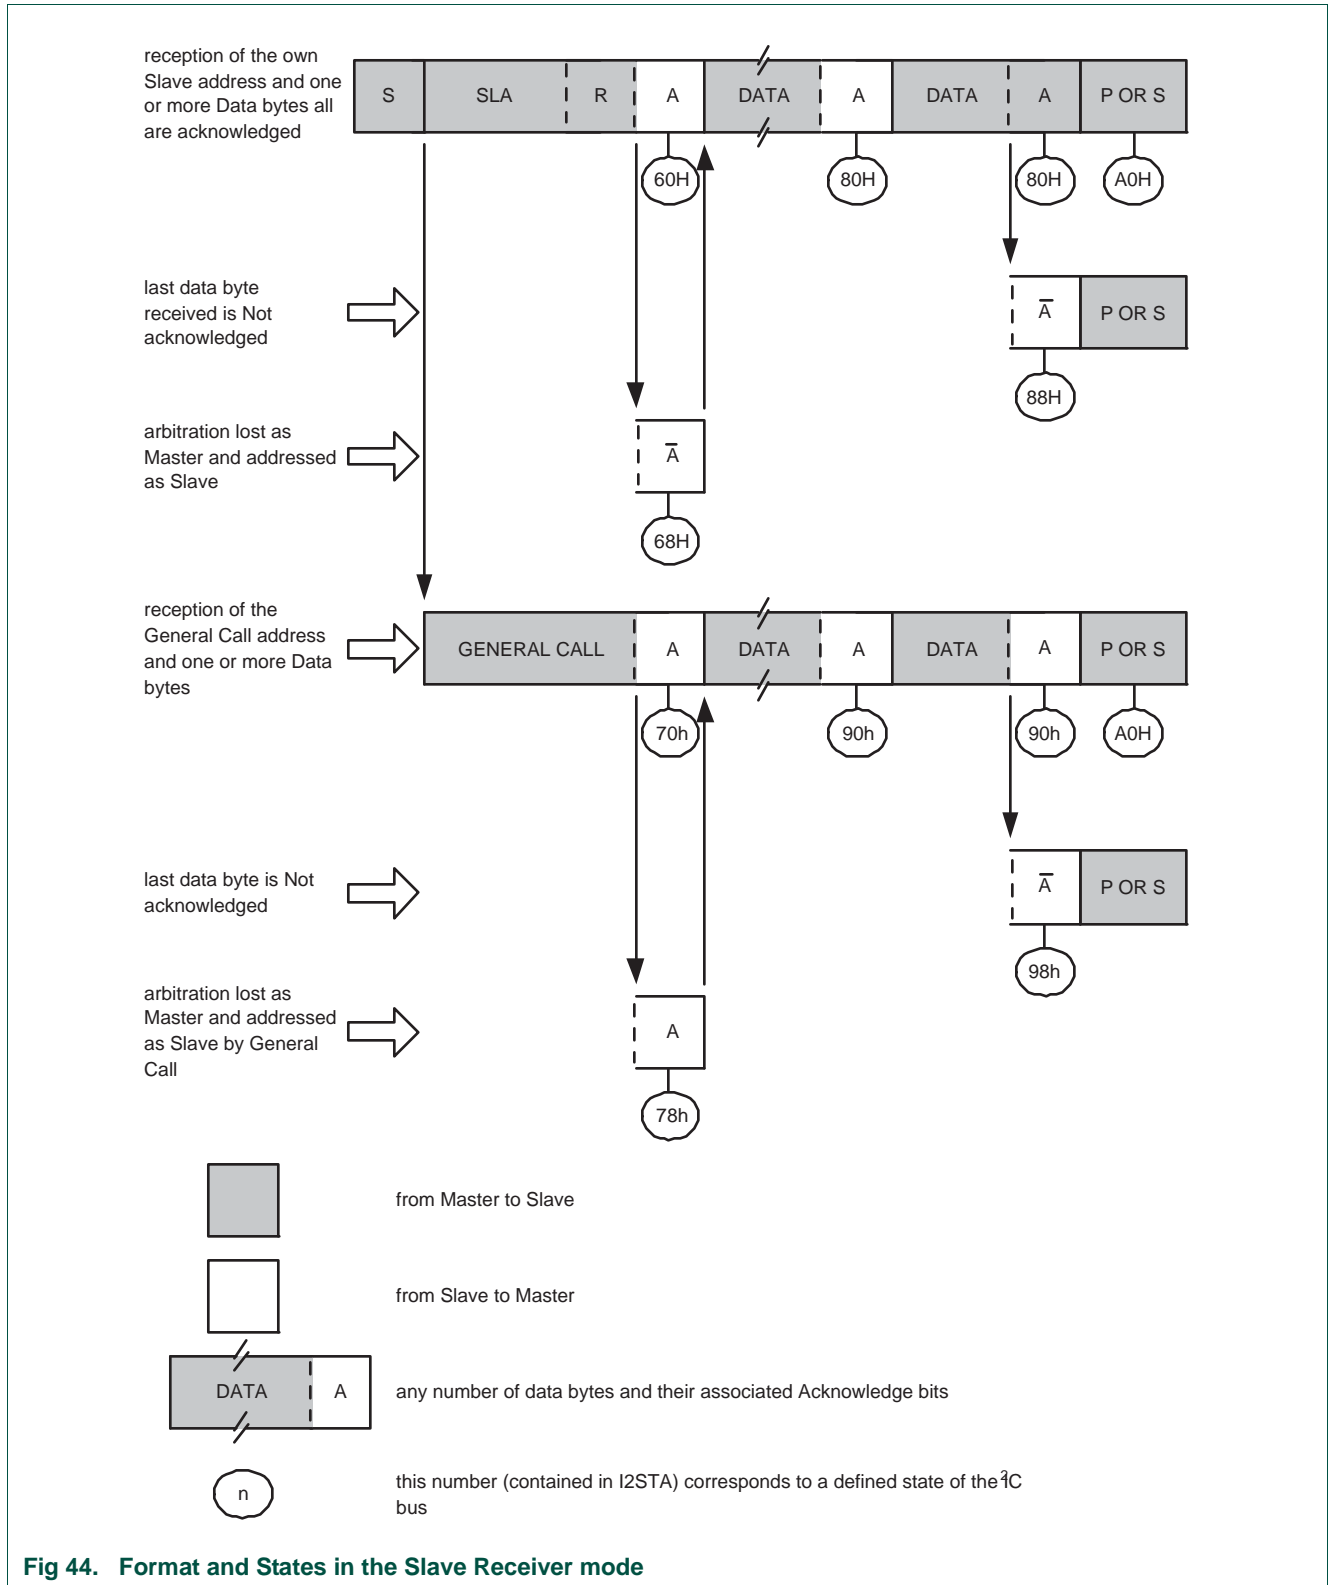 reception of the own
Slave address and one
or more Data bytes all
are acknowledged
S SLA R A DATA A DATA A P OR S
60H 80H 80H A0H
last data byte
received is Not
acknowledged
A̅ P OR S
88H
arbitration lost as
Master and addressed
as Slave
A̅
68H
reception of the
General Call address
and one or more Data
bytes
GENERAL CALL A DATA A DATA A P OR S
70h 90h 90h A0H
last data byte is Not
acknowledged
A̅ P OR S
98h
arbitration lost as
Master and addressed
as Slave by General
Call
A
78h
from Master to Slave
from Slave to Master
DATA A any number of data bytes and their associated Acknowledge bits
n
this number (contained in I2STA) corresponds to a defined state of the I²C
bus
Fig 44. Format and States in the Slave Receiver mode